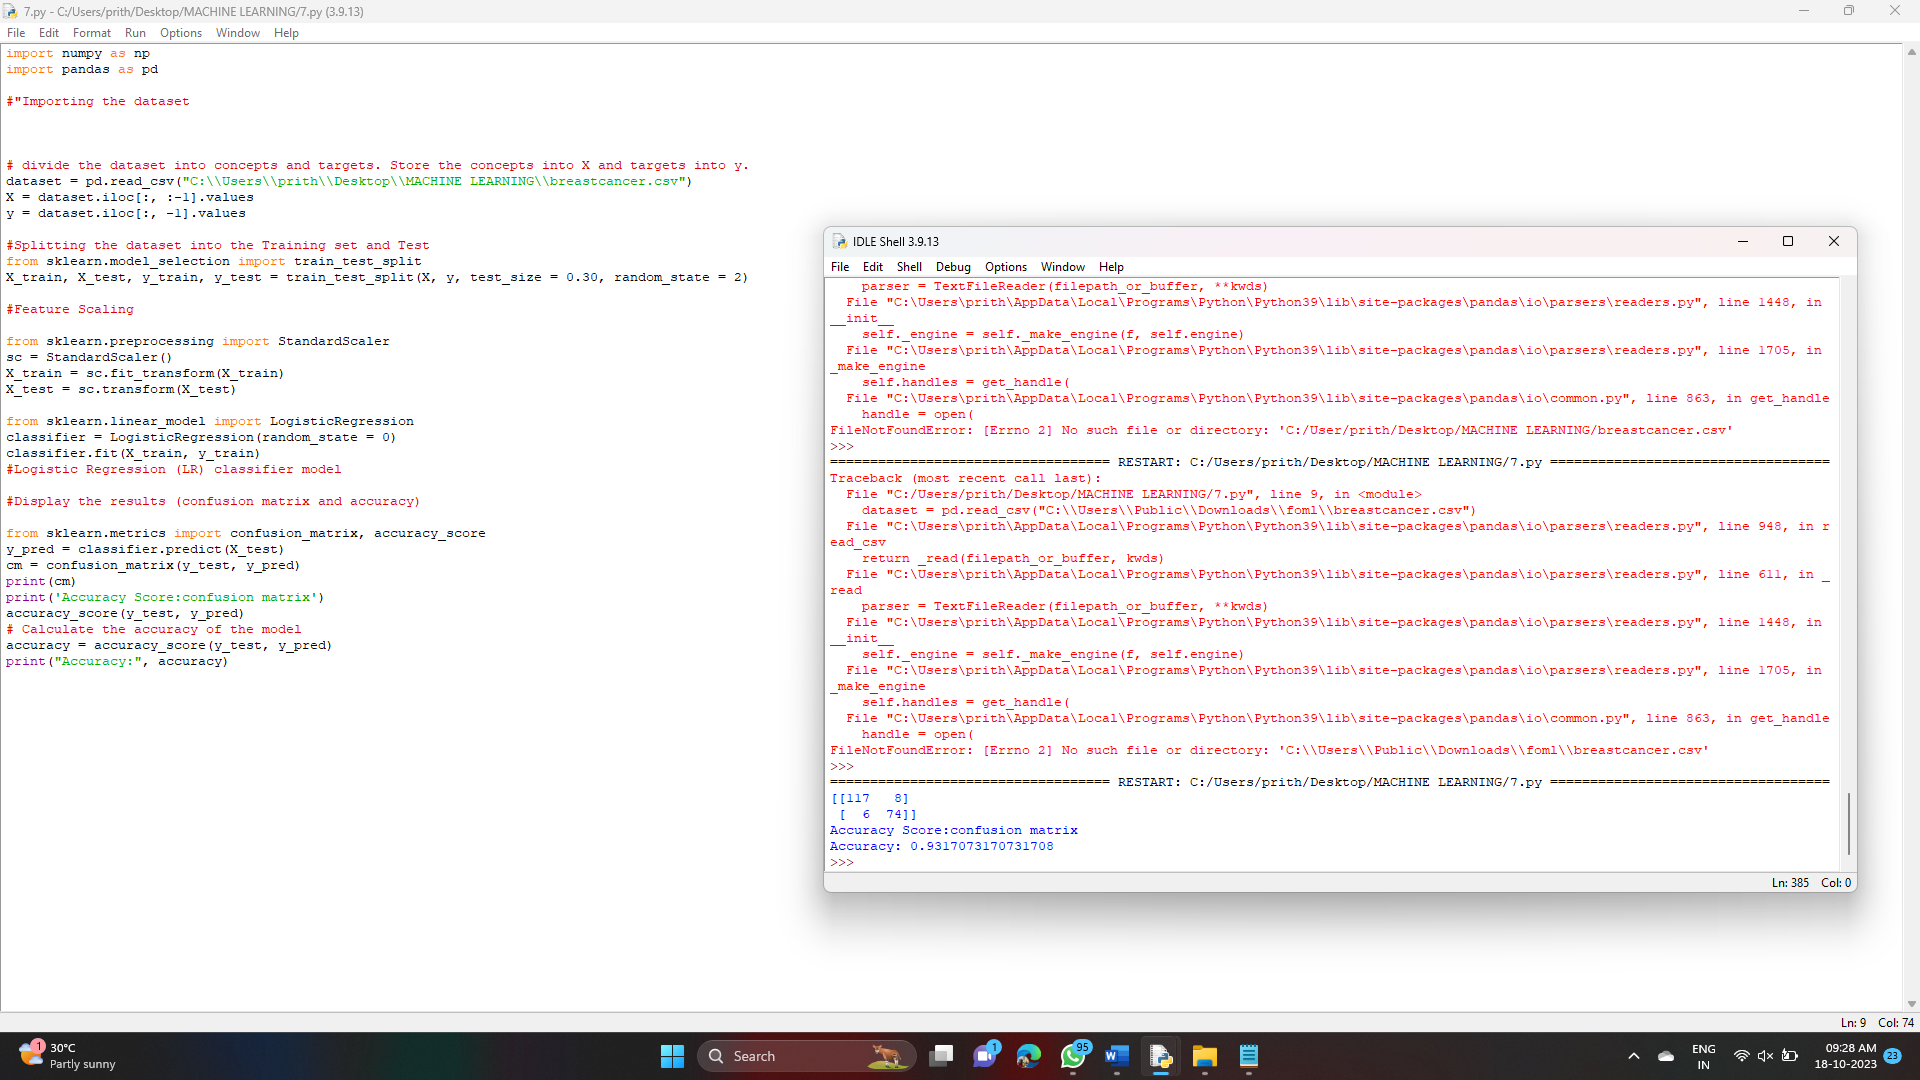 7.py - C:/Users/prith/Desktop/MACHINE LEARNING/7.py (3.9.13)
File Edit Format Run Options Window Help
import numpy as np
import pandas as pd
#"Importing the dataset
# divide the dataset into concepts and targets. Store the concepts into X and targets into y.
dataset = pd.read_csv("C:\\Users\\prith\\Desktop\\MACHINE LEARNING\\breastcancer.csv")
X = dataset.iloc[:, :-1].values
y = dataset.iloc[:, -1].values
#Splitting the dataset into the Training set and Test
from sklearn.model_selection import train_test_split
X_train, X_test, y_train, y_test = train_test_split(X, y, test_size = 0.30, random_state = 2)
#Feature Scaling
from sklearn.preprocessing import StandardScaler
sc = StandardScaler()
X_train = sc.fit_transform(X_train)
X_test = sc.transform(X_test)
from sklearn.linear_model import LogisticRegression
classifier = LogisticRegression(random_state = 0)
classifier.fit(X_train, y_train)
#Logistic Regression (LR) classifier model
#Display the results (confusion matrix and accuracy)
from sklearn.metrics import confusion_matrix, accuracy_score
y_pred = classifier.predict(X_test)
cm = confusion_matrix(y_test, y_pred)
print(cm)
print('Accuracy Score:confusion matrix')
accuracy_score(y_test, y_pred)
# Calculate the accuracy of the model
accuracy = accuracy_score(y_test, y_pred)
print("Accuracy:", accuracy)
IDLE Shell 3.9.13
File Edit Shell Debug Options Window Help
    parser = TextFileReader(filepath_or_buffer, **kwds)
  File "C:\Users\prith\AppData\Local\Programs\Python\Python39\lib\site-packages\pandas\io\parsers\readers.py", line 1448, in
__init__
    self._engine = self._make_engine(f, self.engine)
  File "C:\Users\prith\AppData\Local\Programs\Python\Python39\lib\site-packages\pandas\io\parsers\readers.py", line 1705, in
_make_engine
    self.handles = get_handle(
  File "C:\Users\prith\AppData\Local\Programs\Python\Python39\lib\site-packages\pandas\io\common.py", line 863, in get_handle
    handle = open(
FileNotFoundError: [Errno 2] No such file or directory: 'C:/User/prith/Desktop/MACHINE LEARNING/breastcancer.csv'
>>>
=================================== RESTART: C:/Users/prith/Desktop/MACHINE LEARNING/7.py ===================================
Traceback (most recent call last):
  File "C:/Users/prith/Desktop/MACHINE LEARNING/7.py", line 9, in <module>
    dataset = pd.read_csv("C:\\Users\\Public\\Downloads\\foml\\breastcancer.csv")
  File "C:\Users\prith\AppData\Local\Programs\Python\Python39\lib\site-packages\pandas\io\parsers\readers.py", line 948, in r
ead_csv
    return _read(filepath_or_buffer, kwds)
  File "C:\Users\prith\AppData\Local\Programs\Python\Python39\lib\site-packages\pandas\io\parsers\readers.py", line 611, in _
read
    parser = TextFileReader(filepath_or_buffer, **kwds)
  File "C:\Users\prith\AppData\Local\Programs\Python\Python39\lib\site-packages\pandas\io\parsers\readers.py", line 1448, in
__init__
    self._engine = self._make_engine(f, self.engine)
  File "C:\Users\prith\AppData\Local\Programs\Python\Python39\lib\site-packages\pandas\io\parsers\readers.py", line 1705, in
_make_engine
    self.handles = get_handle(
  File "C:\Users\prith\AppData\Local\Programs\Python\Python39\lib\site-packages\pandas\io\common.py", line 863, in get_handle
    handle = open(
FileNotFoundError: [Errno 2] No such file or directory: 'C:\\Users\\Public\\Downloads\\foml\\breastcancer.csv'
>>>
=================================== RESTART: C:/Users/prith/Desktop/MACHINE LEARNING/7.py ===================================
[[117   8]
 [  6  74]]
Accuracy Score:confusion matrix
Accuracy: 0.9317073170731708
>>>
Ln: 385 Col: 0
Ln: 9 Col: 74
1
30°C
Partly sunny
Search
1
95
ENG
IN
09:28 AM
18-10-2023
23